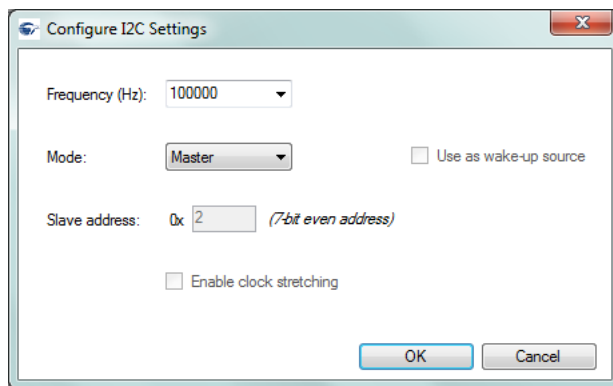 Configure I2C Settings
X
Frequency (Hz): 100000
Mode: Master Use as wake-up source
Slave address: 0x 2 (7-bit even address)
Enable clock stretching
OK Cancel